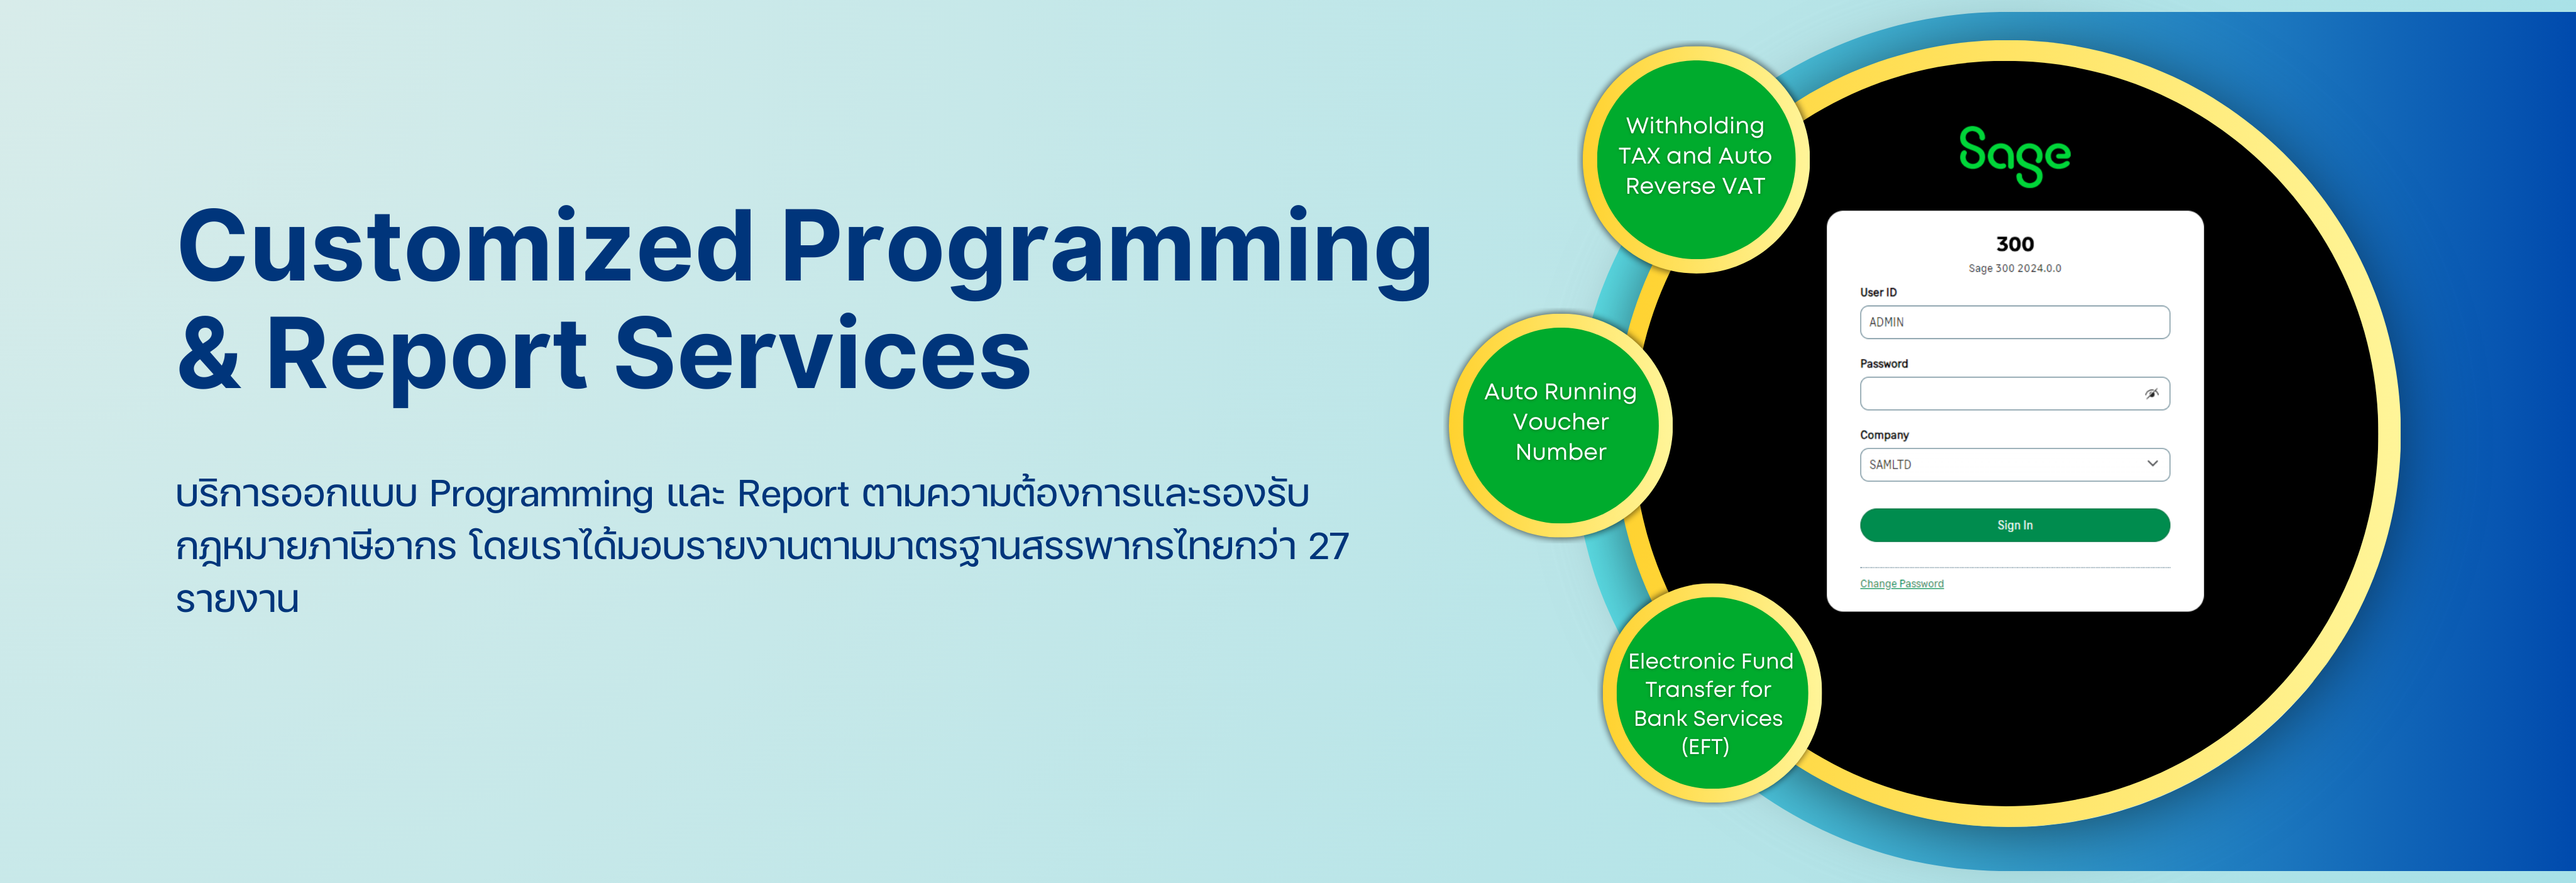 Customized Programming
& Report Services
บริการออกแบบ Programming และ Report ตามความต้องการและรองรับ
กฎหมายภาษีอากร โดยเราได้มอบรายงานตามมาตรฐานสรรพากรไทยกว่า 27
รายงาน
Withholding
TAX and Auto
Reverse VAT
Auto Running
Voucher
Number
Electronic Fund
Transfer for
Bank Services
(EFT)
Sage
300
Sage 300 2024.0.0
User ID
ADMIN
Password
Company
SAMLTD
Sign In
Change Password